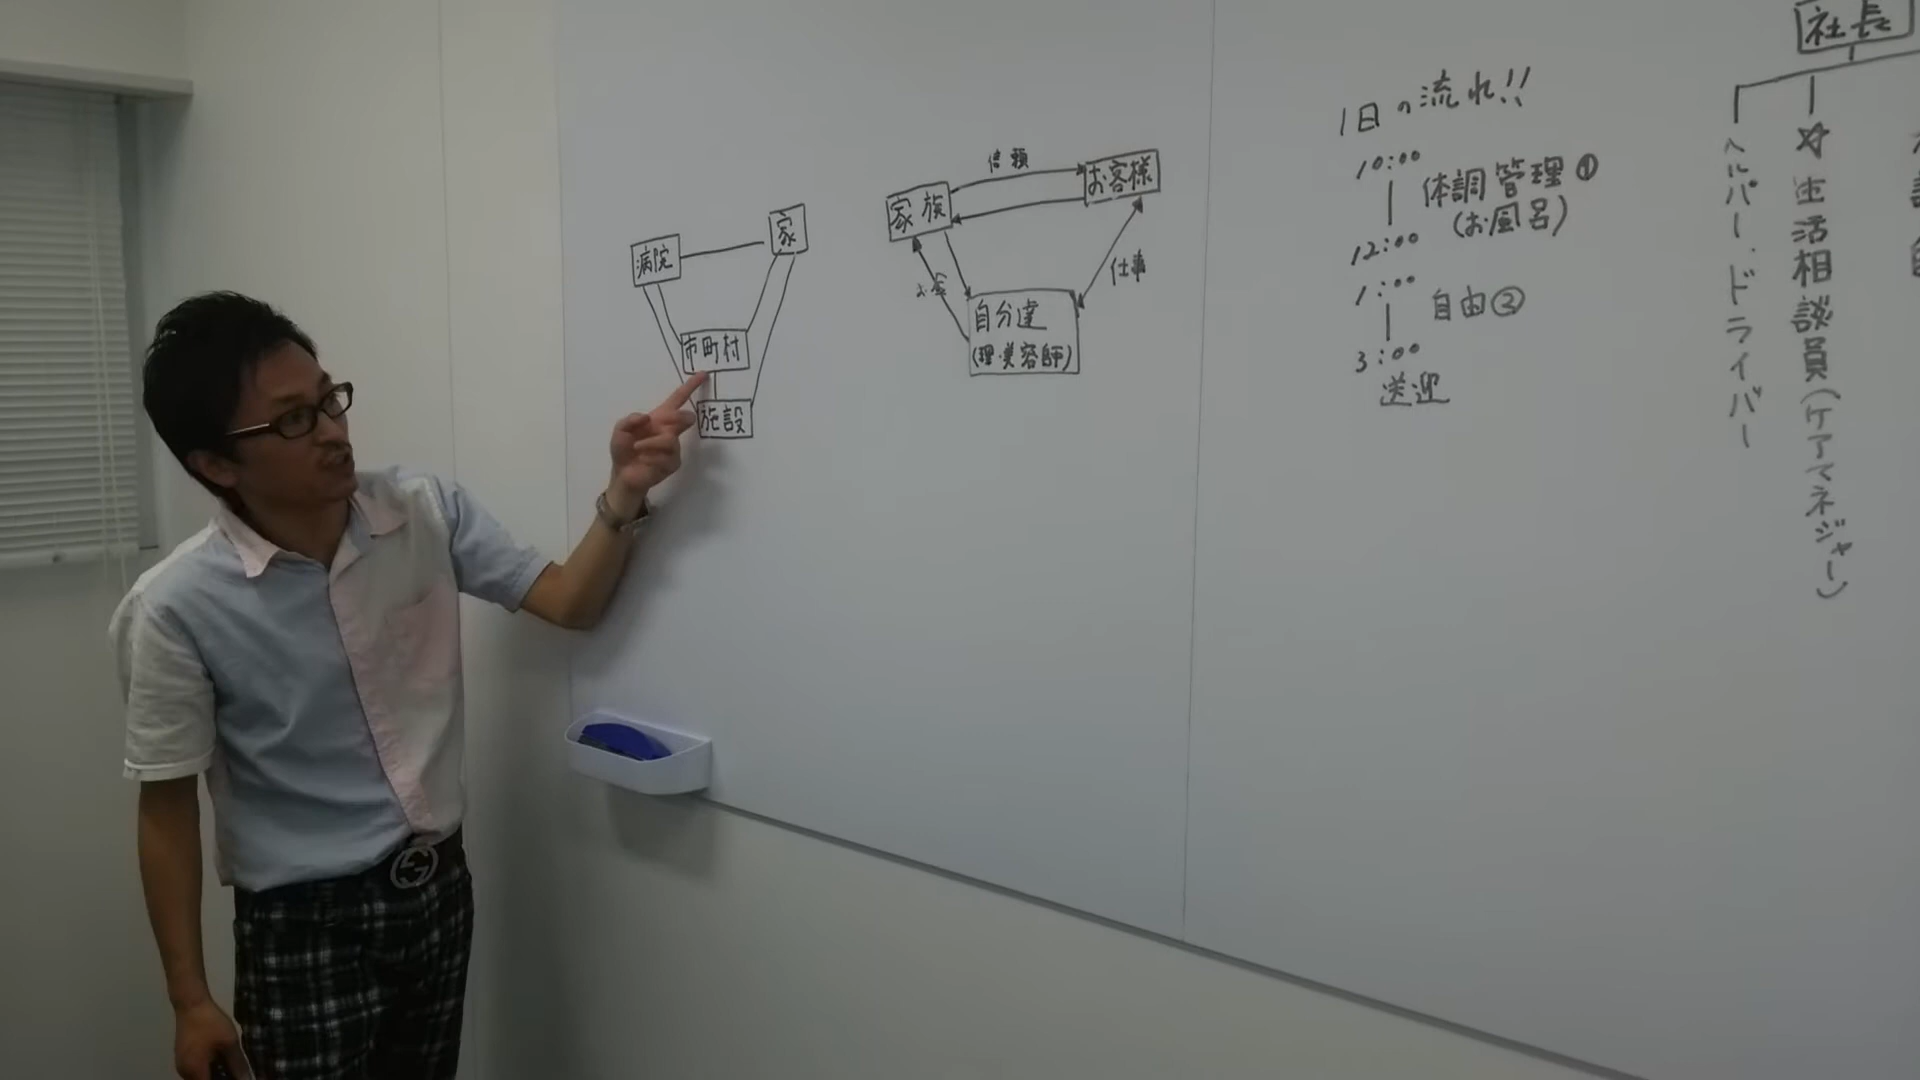 病院
家
市町村
施設
信頼
家族
お客様
お金
仕事
自分達
(理・美容師)
1日の流れ!!
10:00
体調管理①
(お風呂)
12:00
1:00
自由②
3:00
送迎
社長
ヘルパー.ドライバー
☆生活相談員(ケアマネジャー)